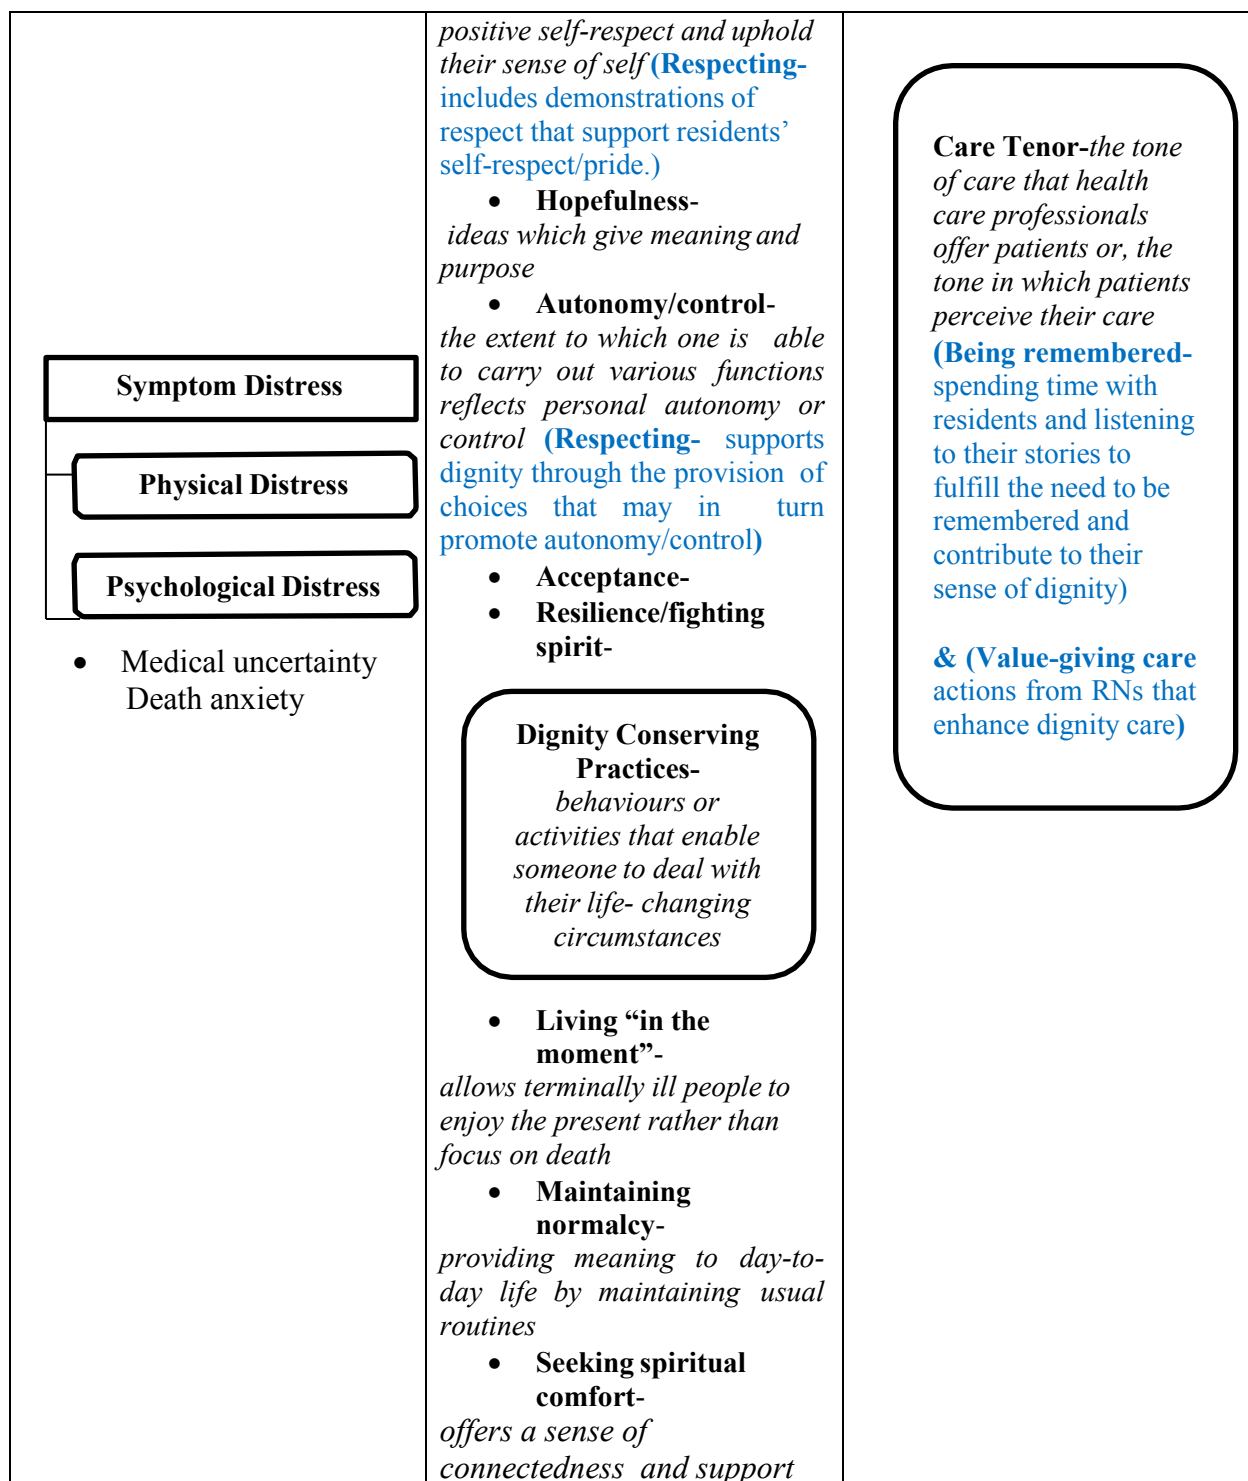 Symptom Distress
Physical Distress
Psychological Distress
• Medical uncertainty
Death anxiety
positive self-respect and uphold
their sense of self (Respecting-
includes demonstrations of
respect that support residents’
self-respect/pride.)
• Hopefulness-
ideas which give meaning and
purpose
• Autonomy/control-
the extent to which one is able
to carry out various functions
reflects personal autonomy or
control (Respecting- supports
dignity through the provision of
choices that may in turn
promote autonomy/control)
• Acceptance-
• Resilience/fighting
spirit-
Dignity Conserving
Practices-
behaviours or
activities that enable
someone to deal with
their life- changing
circumstances
• Living “in the
moment”-
allows terminally ill people to
enjoy the present rather than
focus on death
• Maintaining
normalcy-
providing meaning to day-to-
day life by maintaining usual
routines
• Seeking spiritual
comfort-
offers a sense of
connectedness and support
Care Tenor-the tone
of care that health
care professionals
offer patients or, the
tone in which patients
perceive their care
(Being remembered-
spending time with
residents and listening
to their stories to
fulfill the need to be
remembered and
contribute to their
sense of dignity)
& (Value-giving care
actions from RNs that
enhance dignity care)